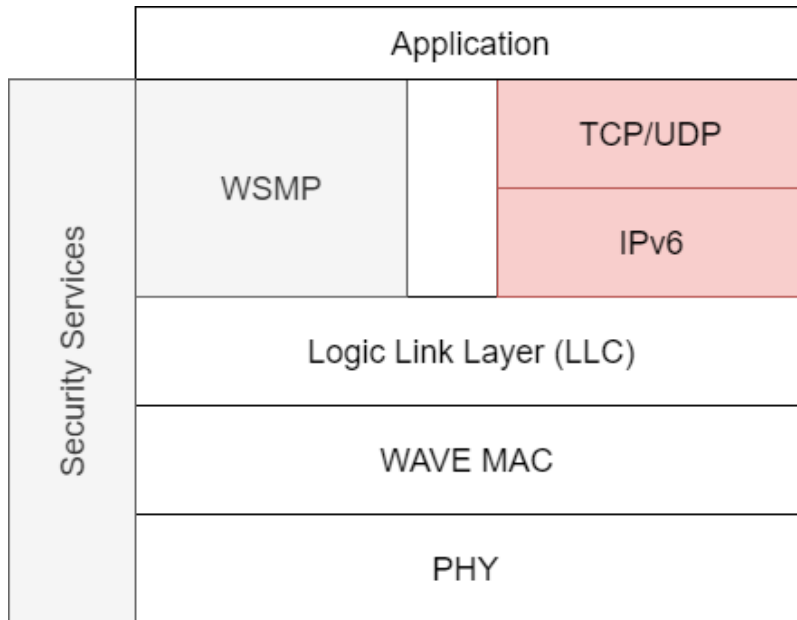 Application
Security Services
WSMP
TCP/UDP
IPv6
Logic Link Layer (LLC)
WAVE MAC
PHY